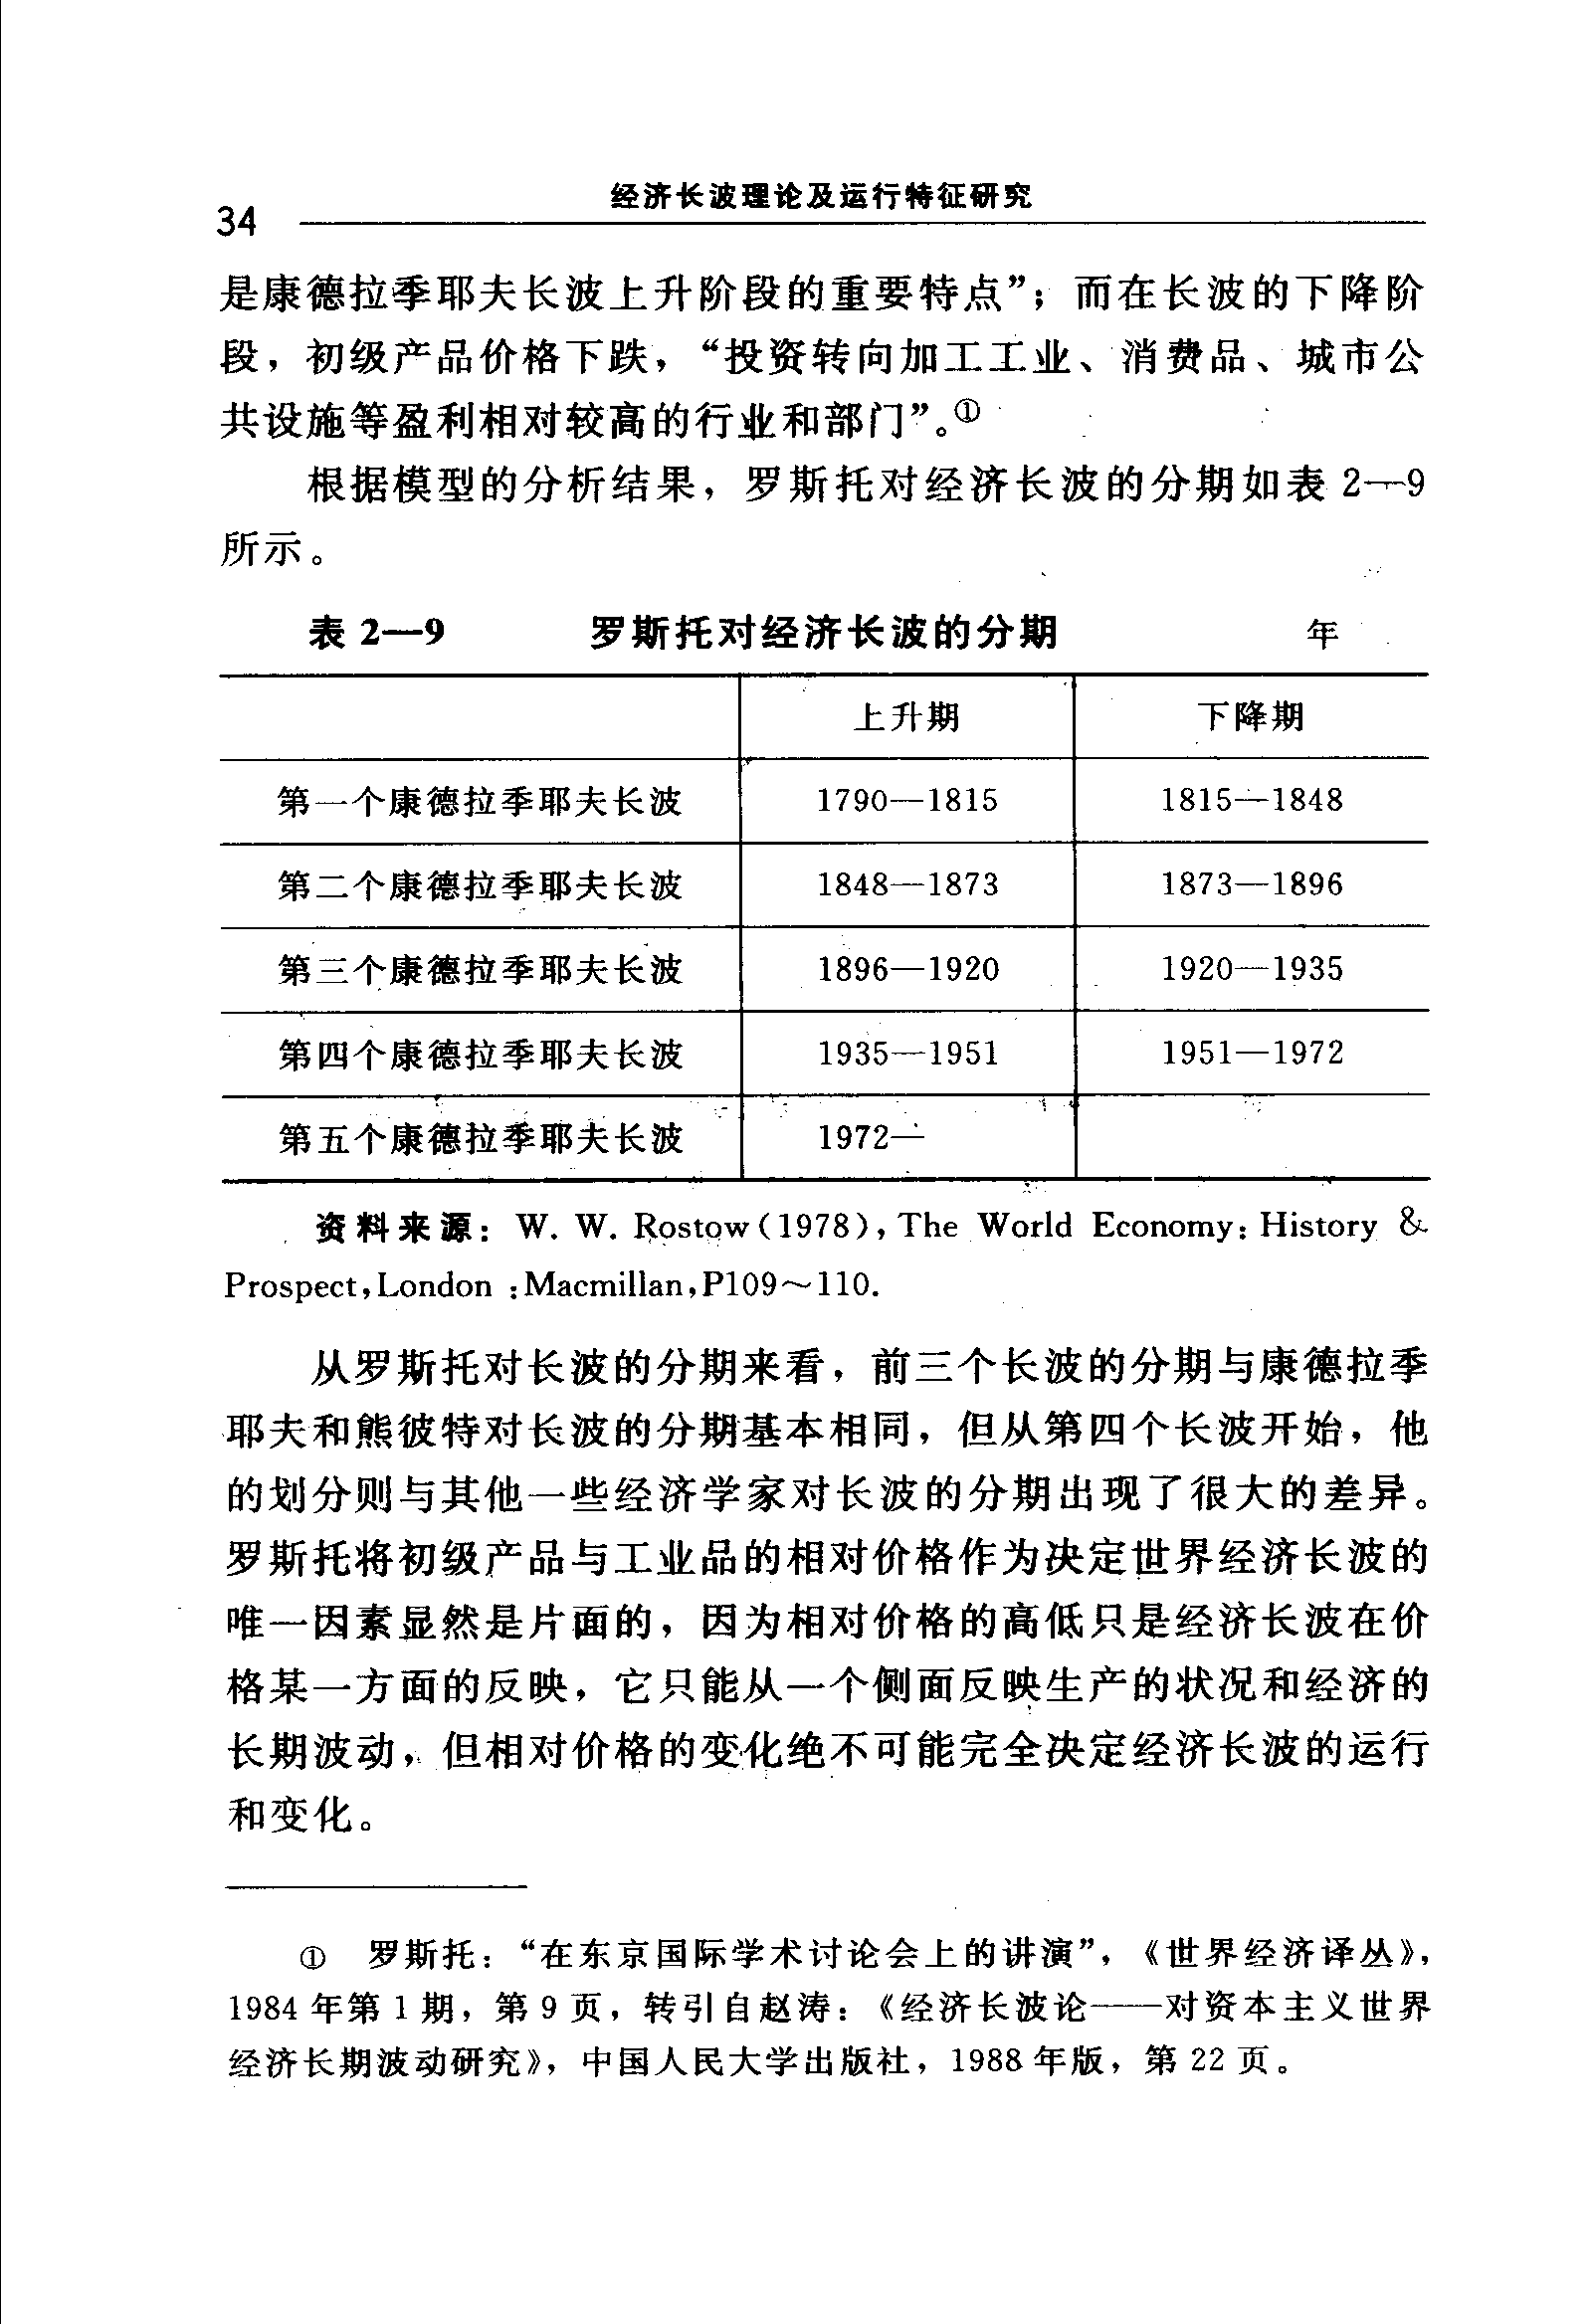 经济长波理论及运行特征研究
34
是康德拉季耶夫长波上升阶段的重要特点”；而在长波的下降阶
段，初级产品价格下跌，“投资转向加工工业、消费品、城市公
共设施等盈利相对较高的行业和部门”。①
根据模型的分析结果，罗斯托对经济长波的分期如表 2—9
所示。
表 2—9 罗斯托对经济长波的分期 年
上升期 下降期
第一个康德拉季耶夫长波 1790—1815 1815—1848
第二个康德拉季耶夫长波 1848—1873 1873—1896
第三个康德拉季耶夫长波 1896—1920 1920—1935
第四个康德拉季耶夫长波 1935—1951 1951—1972
第五个康德拉季耶夫长波 1972—
资料来源：W. W. Rostow(1978), The World Economy: History &
Prospect, London : Macmillan, P109～110.
从罗斯托对长波的分期来看，前三个长波的分期与康德拉季
耶夫和熊彼特对长波的分期基本相同，但从第四个长波开始，他
的划分则与其他一些经济学家对长波的分期出现了很大的差异。
罗斯托将初级产品与工业品的相对价格作为决定世界经济长波的
唯一因素显然是片面的，因为相对价格的高低只是经济长波在价
格某一方面的反映，它只能从一个侧面反映生产的状况和经济的
长期波动，但相对价格的变化绝不可能完全决定经济长波的运行
和变化。
① 罗斯托：“在东京国际学术讨论会上的讲演”，《世界经济译丛》，
1984 年第 1 期，第 9 页，转引自赵涛：《经济长波论——对资本主义世界
经济长期波动研究》，中国人民大学出版社，1988 年版，第 22 页。